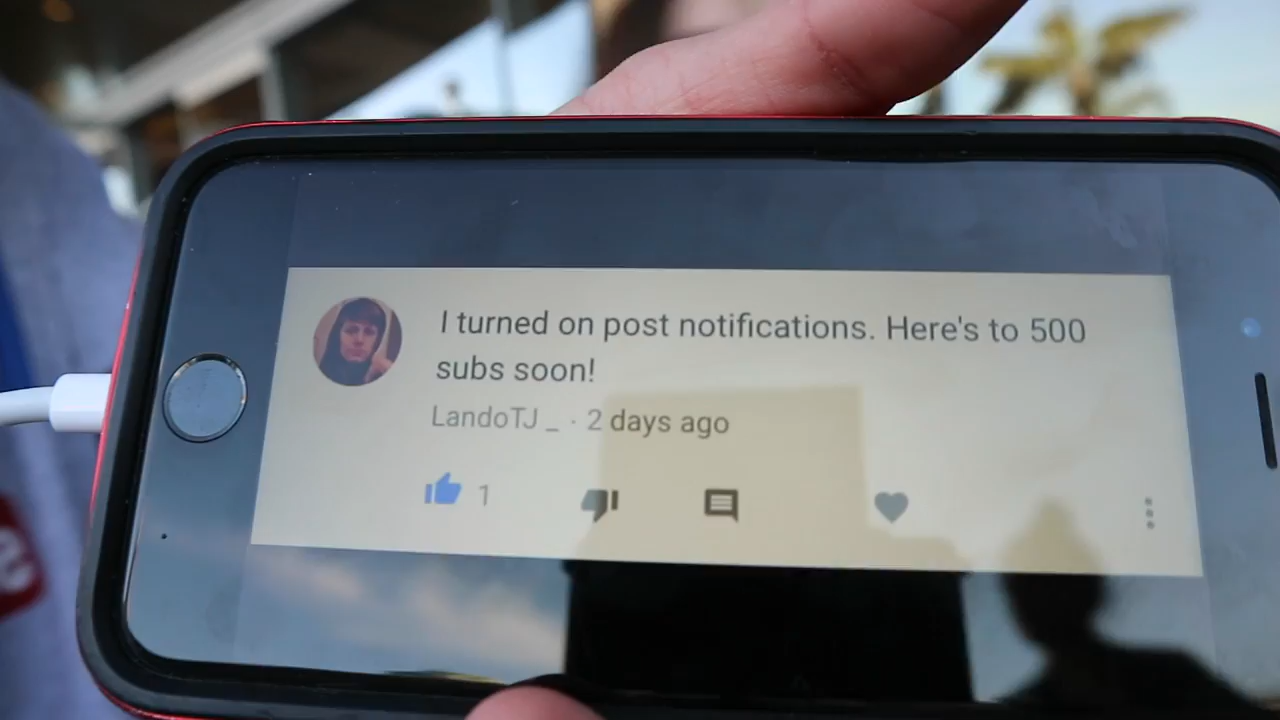 I turned on post notifications. Here's to 500
subs soon!
LandoTJ _ · 2 days ago
1